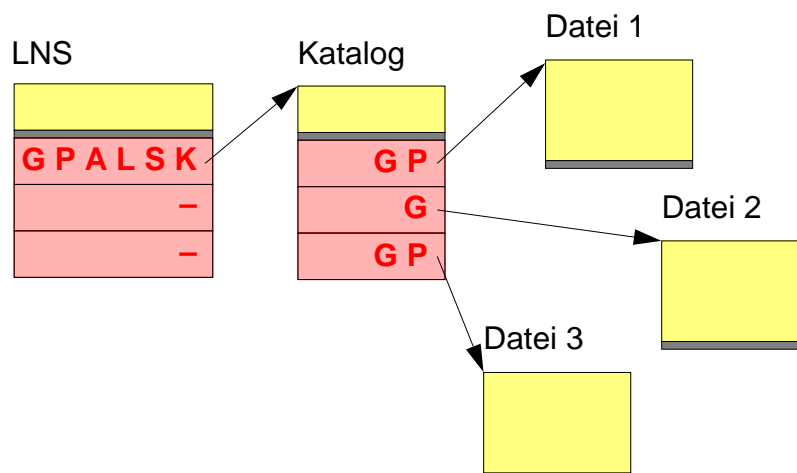 LNS
Katalog
Datei 1
G P A L S K
–
–
G P
G
G P
Datei 2
Datei 3